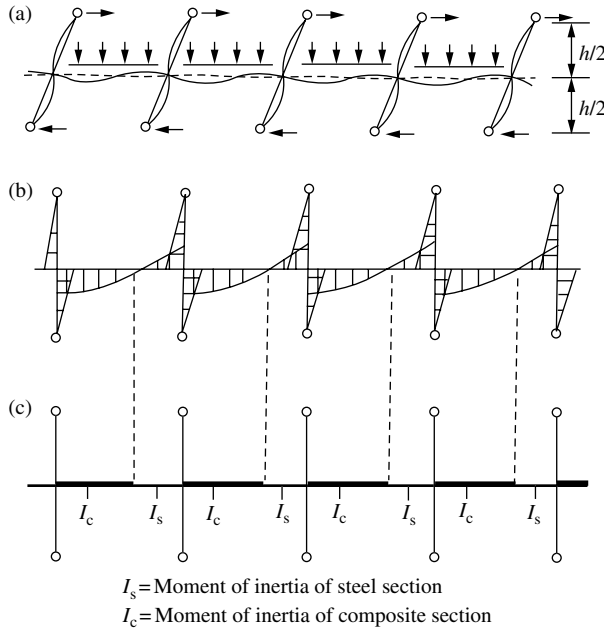 (a)
h/2
h/2
(b)
(c)
I_c I_s I_c I_s I_c I_s I_c I_s
I_s = Moment of inertia of steel section
I_c = Moment of inertia of composite section